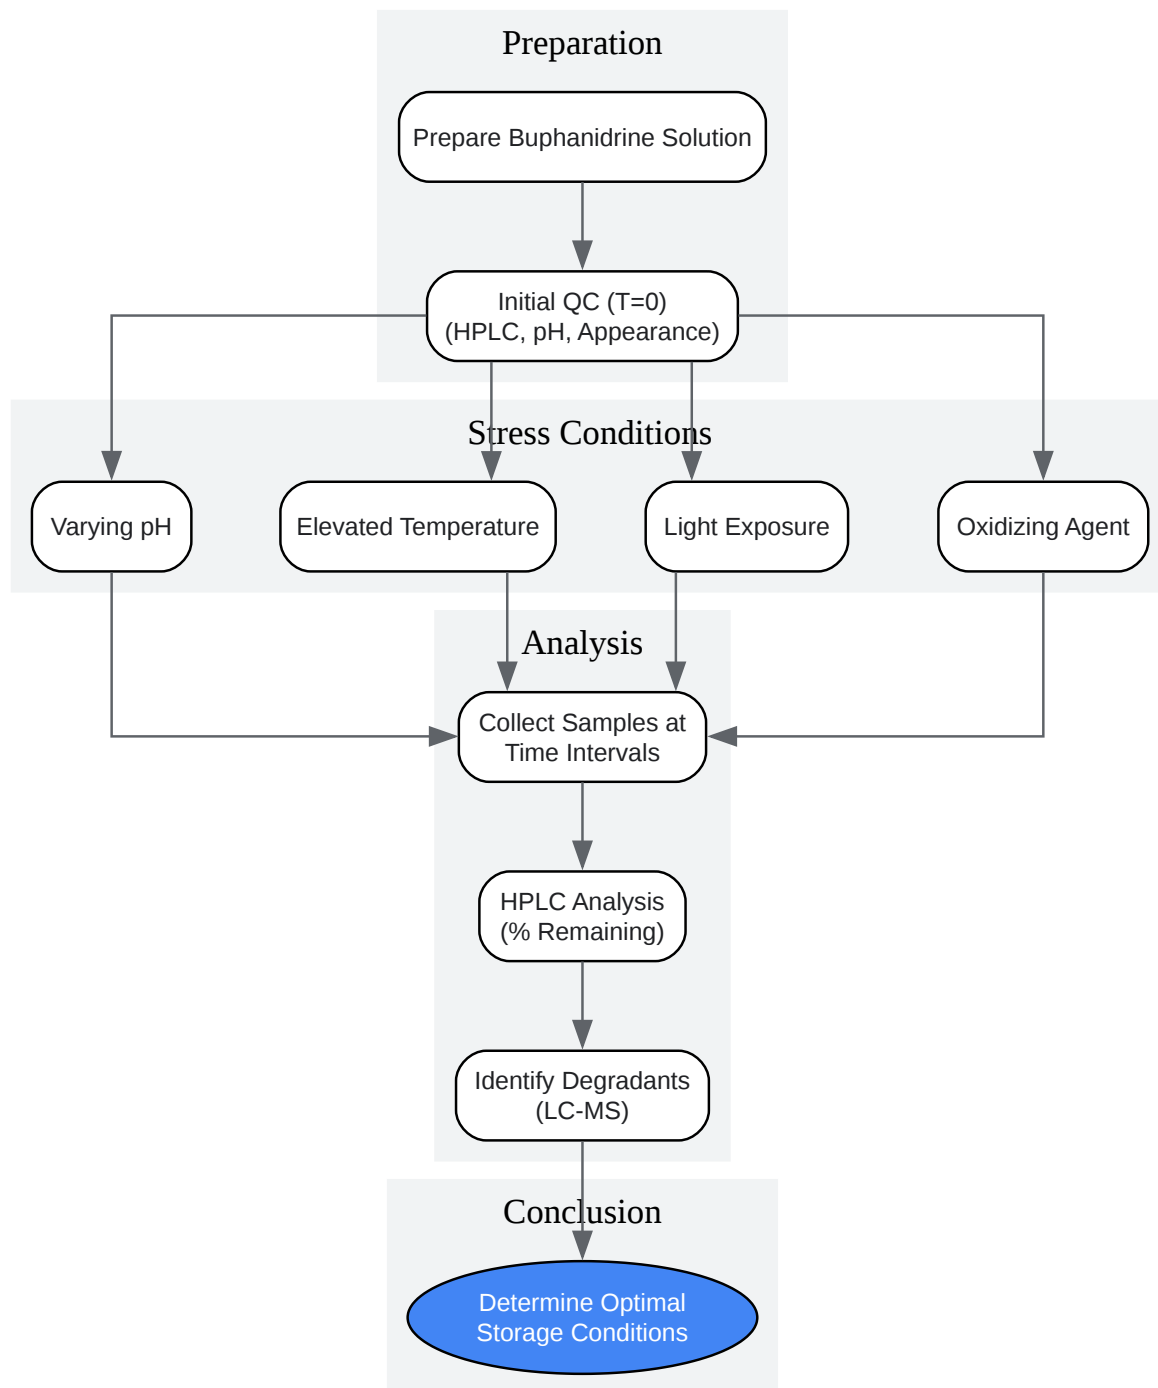 Preparation
Prepare Buphanidrine Solution
Initial QC (T=0)
(HPLC, pH, Appearance)
Stress Conditions
Varying pH
Elevated Temperature
Light Exposure
Oxidizing Agent
Analysis
Collect Samples at
Time Intervals
HPLC Analysis
(% Remaining)
Identify Degradants
(LC-MS)
Conclusion
Determine Optimal
Storage Conditions